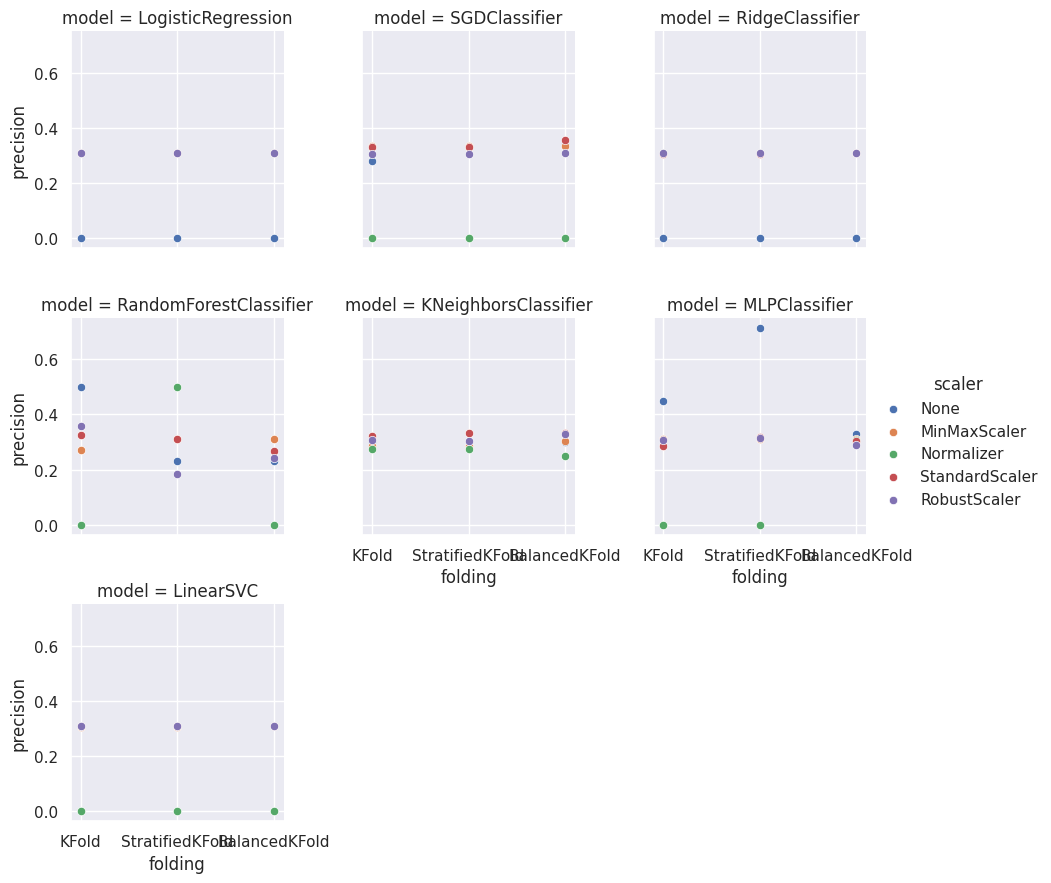 model = LogisticRegression
model = SGDClassifier
model = RidgeClassifier
precision
0.6
0.4
0.2
0.0
model = RandomForestClassifier
model = KNeighborsClassifier
model = MLPClassifier
precision
0.6
0.4
0.2
0.0
KFold
StratifiedKFold
BalancedKFold
folding
KFold
StratifiedKFold
BalancedKFold
folding
scaler
None
MinMaxScaler
Normalizer
StandardScaler
RobustScaler
model = LinearSVC
precision
0.6
0.4
0.2
0.0
KFold
StratifiedKFold
BalancedKFold
folding